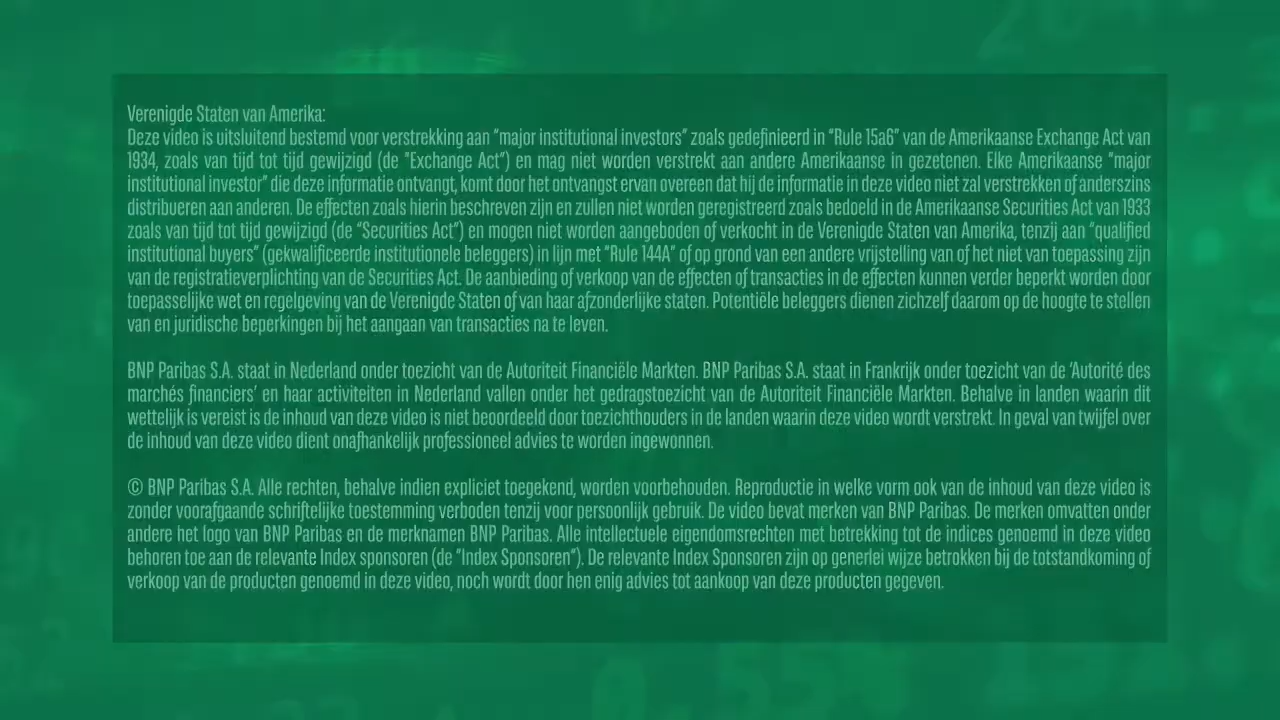 Verenigde Staten van Amerika:
Deze video is uitsluitend bestemd voor verstrekking aan “major institutional investors” zoals gedefinieerd in “Rule 15a6” van de Amerikaanse Exchange Act van
1934, zoals van tijd tot tijd gewijzigd (de “Exchange Act”) en mag niet worden verstrekt aan andere Amerikaanse in gezetenen. Elke Amerikaanse “major
institutional investor” die deze informatie ontvangt, komt door het ontvangst ervan overeen dat hij de informatie in deze video niet zal verstrekken of anderszins
distribueren aan anderen. De effecten zoals hierin beschreven zijn en zullen niet worden geregistreerd zoals bedoeld in de Amerikaanse Securities Act van 1933
zoals van tijd tot tijd gewijzigd (de “Securities Act”) en mogen niet worden aangeboden of verkocht in de Verenigde Staten van Amerika, tenzij aan “qualified
institutional buyers” (gekwalificeerde institutionele beleggers) in lijn met “Rule 144A” of op grond van een andere vrijstelling van of het niet van toepassing zijn
van de registratieverplichting van de Securities Act. De aanbieding of verkoop van de effecten of transacties in de effecten kunnen verder beperkt worden door
toepasselijke wet en regelgeving van de Verenigde Staten of van haar afzonderlijke staten. Potentiële beleggers dienen zichzelf daarom op de hoogte te stellen
van en juridische beperkingen bij het aangaan van transacties na te leven.
BNP Paribas S.A. staat in Nederland onder toezicht van de Autoriteit Financiële Markten. BNP Paribas S.A. staat in Frankrijk onder toezicht van de ‘Autorité des
marchés financiers’ en haar activiteiten in Nederland vallen onder het gedragstoezicht van de Autoriteit Financiële Markten. Behalve in landen waarin dit
wettelijk is vereist is de inhoud van deze video is niet beoordeeld door toezichthouders in de landen waarin deze video wordt verstrekt. In geval van twijfel over
de inhoud van deze video dient onafhankelijk professioneel advies te worden ingewonnen.
© BNP Paribas S.A. Alle rechten, behalve indien expliciet toegekend, worden voorbehouden. Reproductie in welke vorm ook van de inhoud van deze video is
zonder voorafgaande schriftelijke toestemming verboden tenzij voor persoonlijk gebruik. De video bevat merken van BNP Paribas. De merken omvatten onder
andere het logo van BNP Paribas en de merknamen BNP Paribas. Alle intellectuele eigendomsrechten met betrekking tot de indices genoemd in deze video
behoren toe aan de relevante Index sponsoren (de “Index Sponsoren”). De relevante Index Sponsoren zijn op generlei wijze betrokken bij de totstandkoming of
verkoop van de producten genoemd in deze video, noch wordt door hen enig advies tot aankoop van deze producten gegeven.